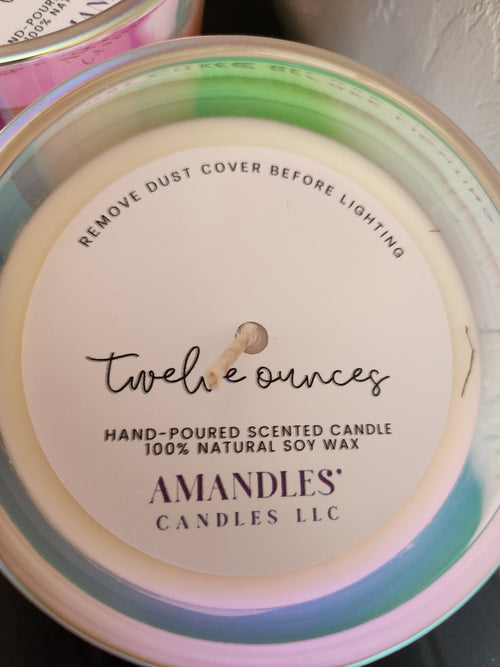 REMOVE DUST COVER BEFORE LIGHTING
Twelve ounces
HAND-POURED SCENTED CANDLE
100% NATURAL SOY WAX
AMANDLES'
CANDLES LLC